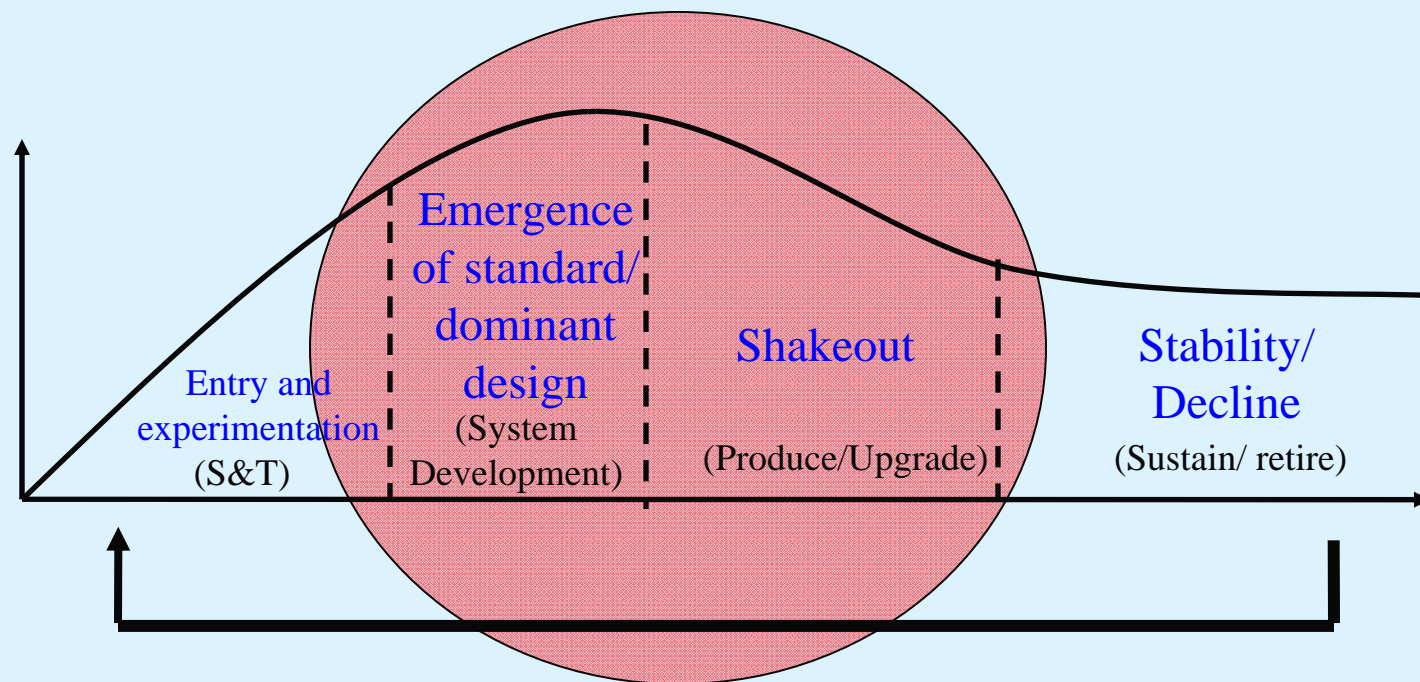 Entry and
experimentation
(S&T)
Emergence
of standard/
dominant
design
(System
Development)
Shakeout
(Produce/Upgrade)
Stability/
Decline
(Sustain/ retire)